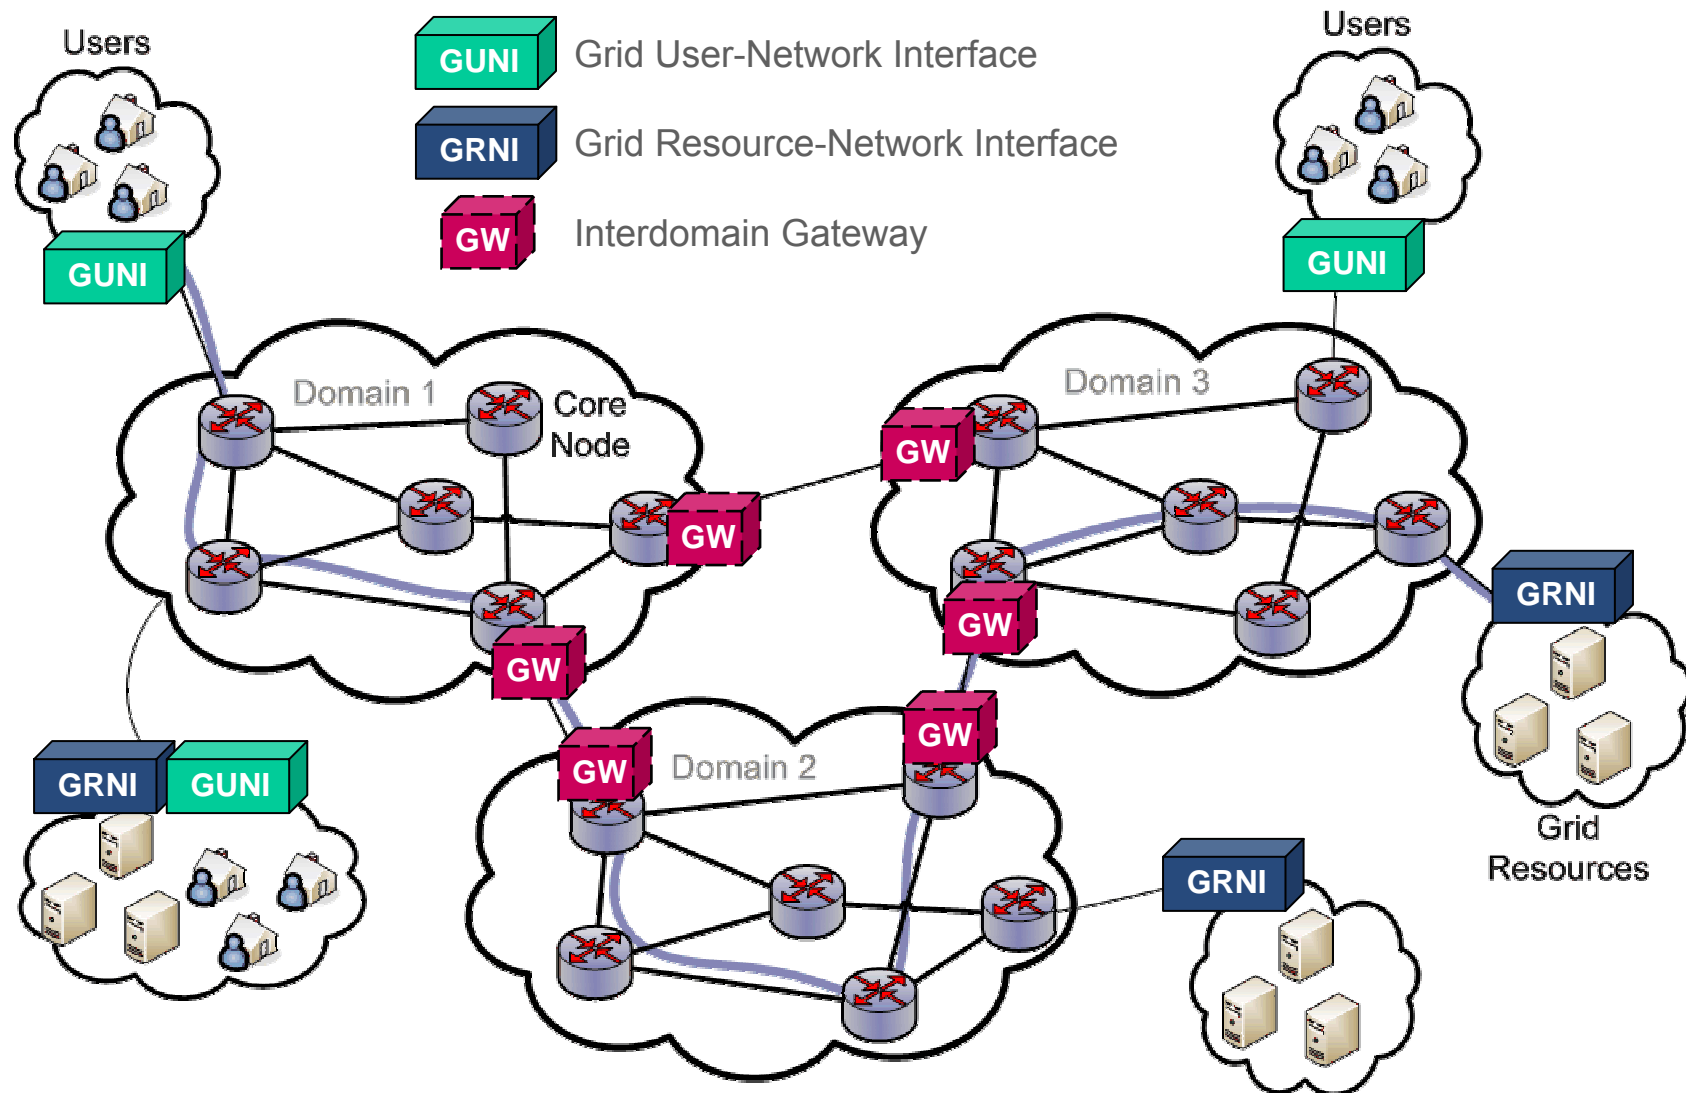 Users
GUNI Grid User-Network Interface
Users
GRNI Grid Resource-Network Interface
GW Interdomain Gateway
GUNI
GUNI
Domain 1
Core
Node
Domain 3
GW
GW
GRNI
GW
GW
GW
GW
Domain 2
GRNI
GUNI
Grid
Resources
GRNI